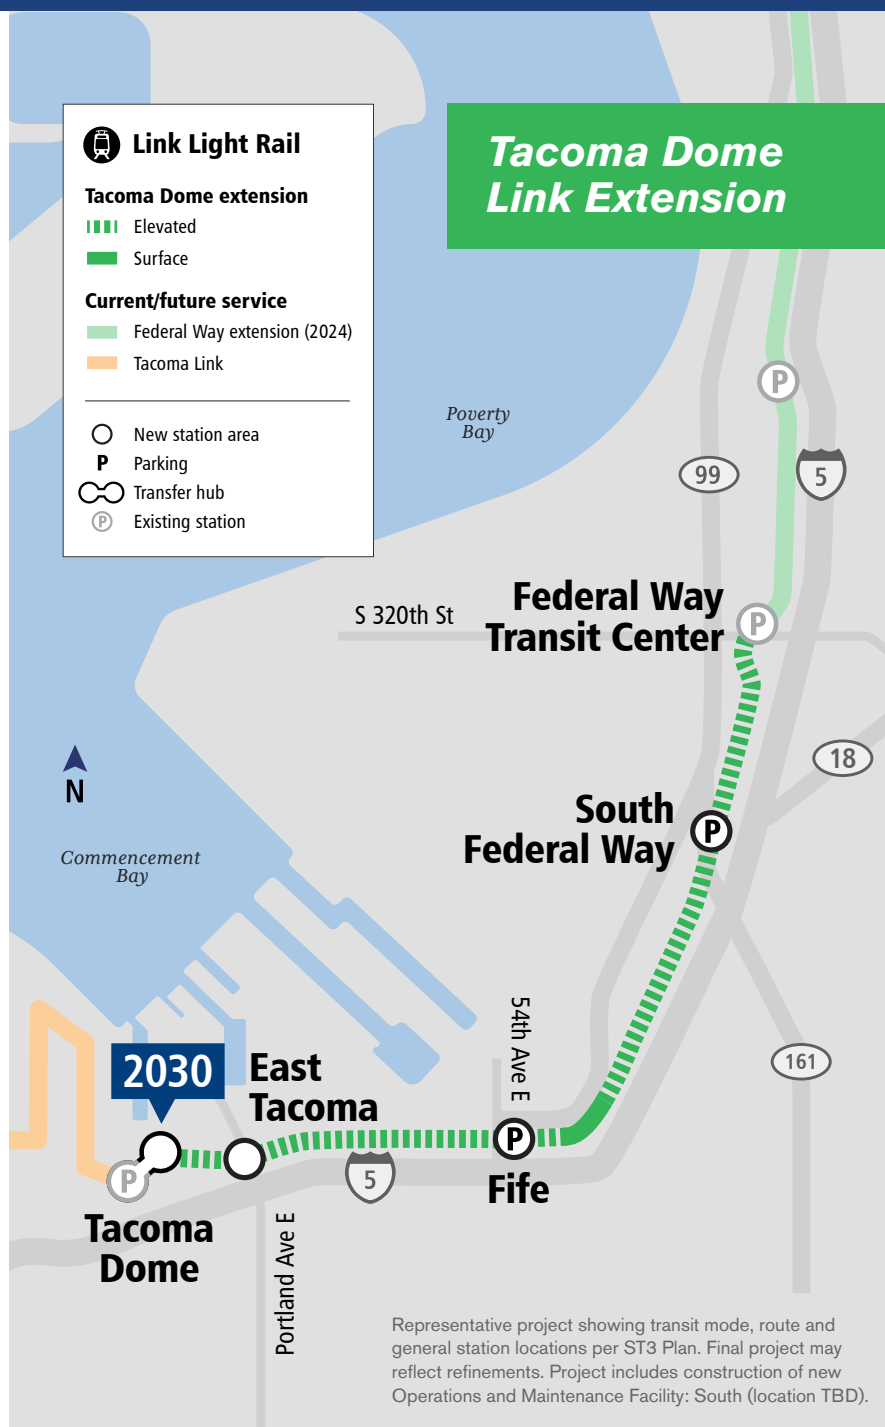 Tacoma Dome
Link Extension
Link Light Rail
Tacoma Dome extension
Elevated
Surface
Current/future service
Federal Way extension (2024)
Tacoma Link
New station area
P Parking
Transfer hub
P Existing station
P
Poverty
Bay
99
5
S 320th St
Federal Way
Transit Center
P
18
N
South
Federal Way
P
Commencement
Bay
54th Ave E
161
2030
East
Tacoma
P
P
5
Fife
Tacoma
Dome
Portland Ave E
Representative project showing transit mode, route and
general station locations per ST3 Plan. Final project may
reflect refinements. Project includes construction of new
Operations and Maintenance Facility: South (location TBD).